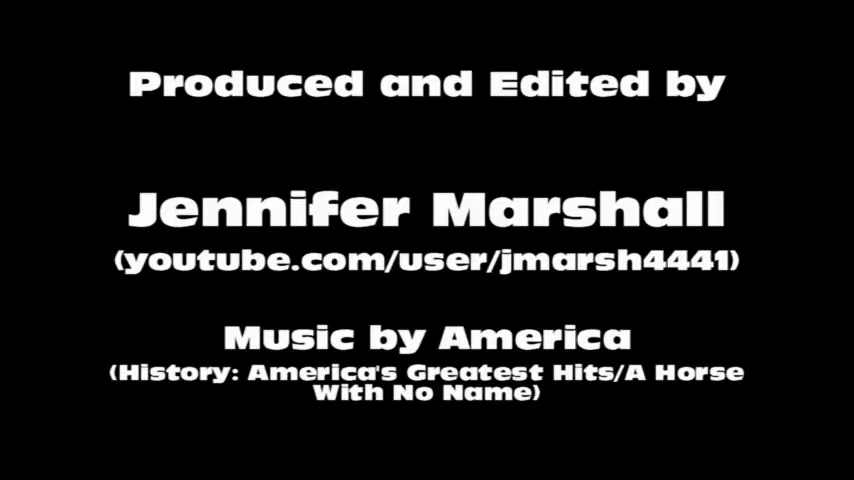 Produced and Edited by
Jennifer Marshall
(youtube.com/user/jmarsh4441)
Music by America
(History: America's Greatest Hits/A Horse
With No Name)